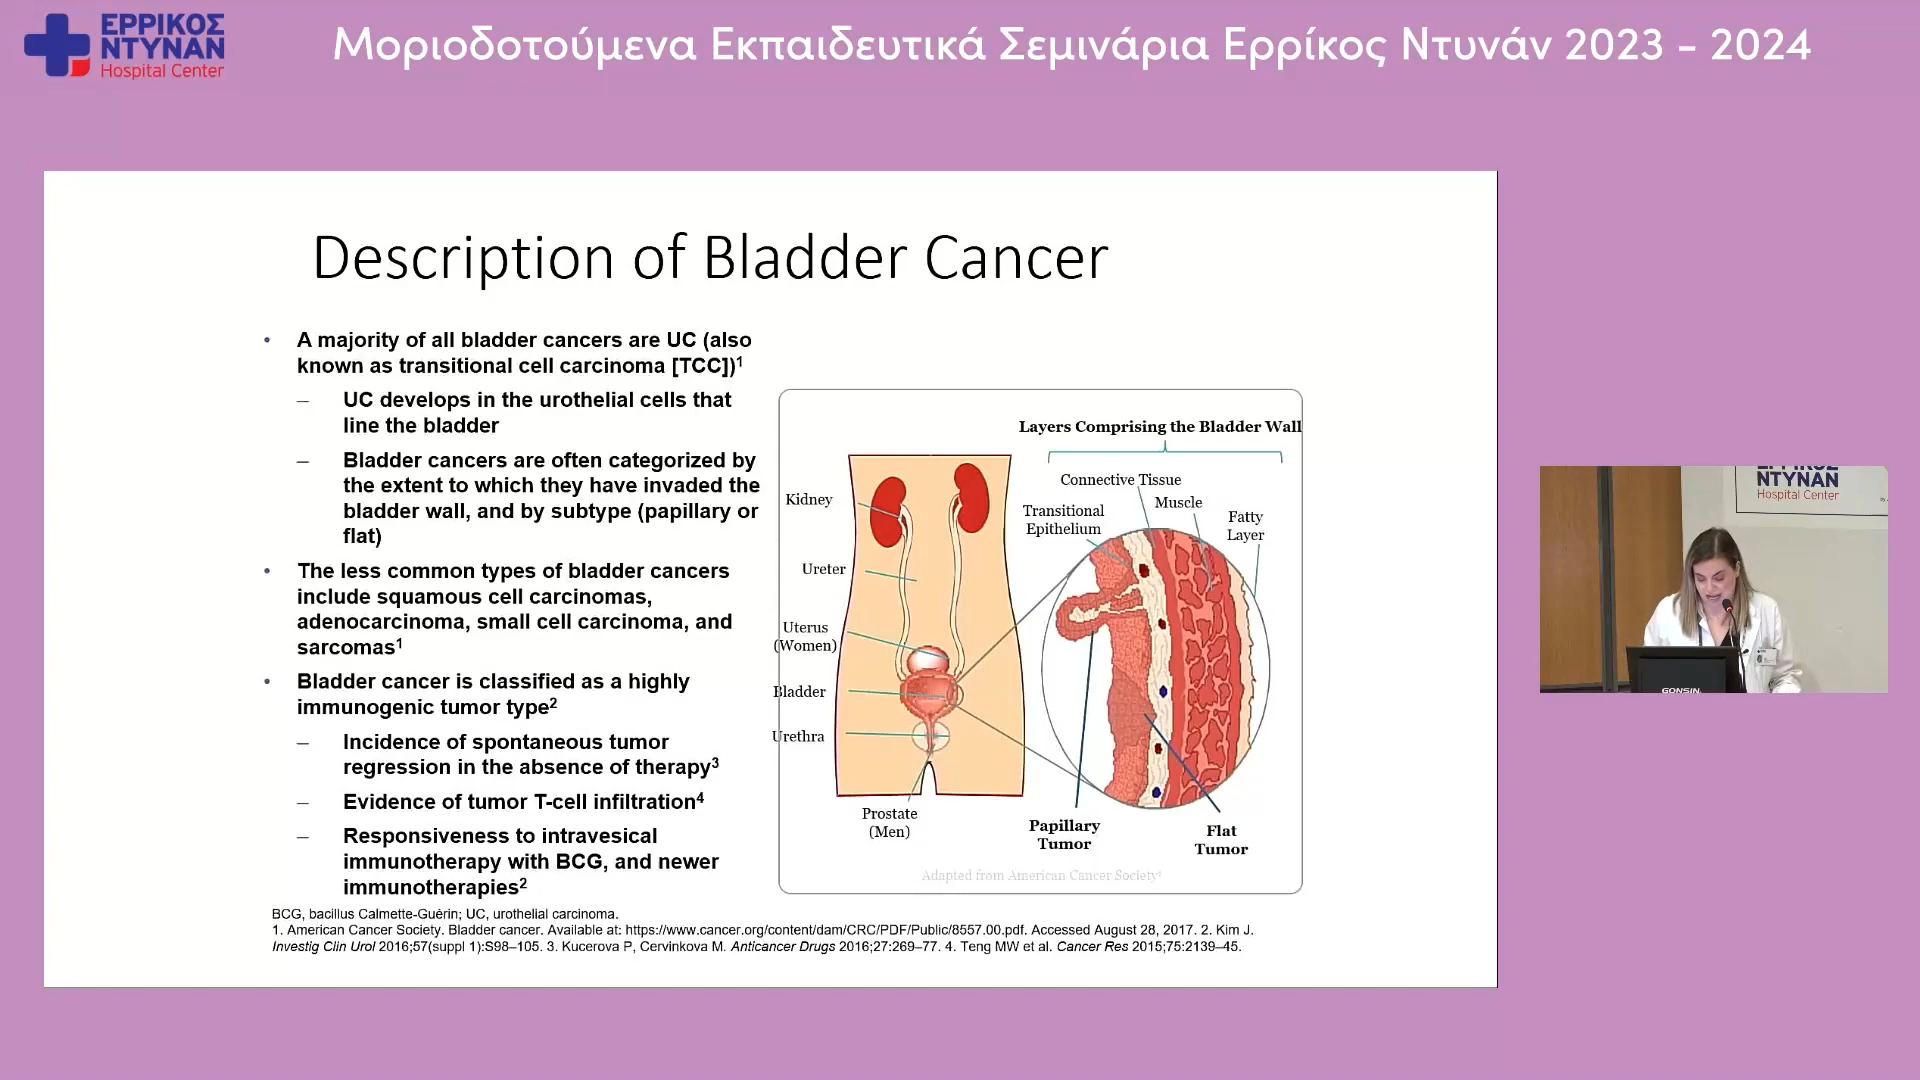 ΕΡΡΙΚΟΣ
ΝΤΥΝΑΝ
Hospital Center
Μοριοδοτούμενα Εκπαιδευτικά Σεμινάρια Ερρίκος Ντυνάν 2023 - 2024
Description of Bladder Cancer
• A majority of all bladder cancers are UC (also
known as transitional cell carcinoma [TCC])1
– UC develops in the urothelial cells that
line the bladder
– Bladder cancers are often categorized by
the extent to which they have invaded the
bladder wall, and by subtype (papillary or
flat)
• The less common types of bladder cancers
include squamous cell carcinomas,
adenocarcinoma, small cell carcinoma, and
sarcomas1
• Bladder cancer is classified as a highly
immunogenic tumor type2
– Incidence of spontaneous tumor
regression in the absence of therapy3
– Evidence of tumor T-cell infiltration4
– Responsiveness to intravesical
immunotherapy with BCG, and newer
immunotherapies2
Layers Comprising the Bladder Wall
Connective Tissue
Muscle
Transitional
Epithelium
Fatty
Layer
Kidney
Ureter
Uterus
(Women)
Bladder
Urethra
Prostate
(Men)
Papillary
Tumor
Flat
Tumor
Adapted from American Cancer Society1
BCG, bacillus Calmette-Guérin; UC, urothelial carcinoma.
1. American Cancer Society. Bladder cancer. Available at: https://www.cancer.org/content/dam/CRC/PDF/Public/8557.00.pdf. Accessed August 28, 2017. 2. Kim J.
Investig Clin Urol 2016;57(suppl 1):S98–105. 3. Kucerova P, Cervinkova M. Anticancer Drugs 2016;27:269–77. 4. Teng MW et al. Cancer Res 2015;75:2139–45.
ΕΡΡΙΚΟΣ
ΝΤΥΝΑΝ
Hospital Center
GONSIN